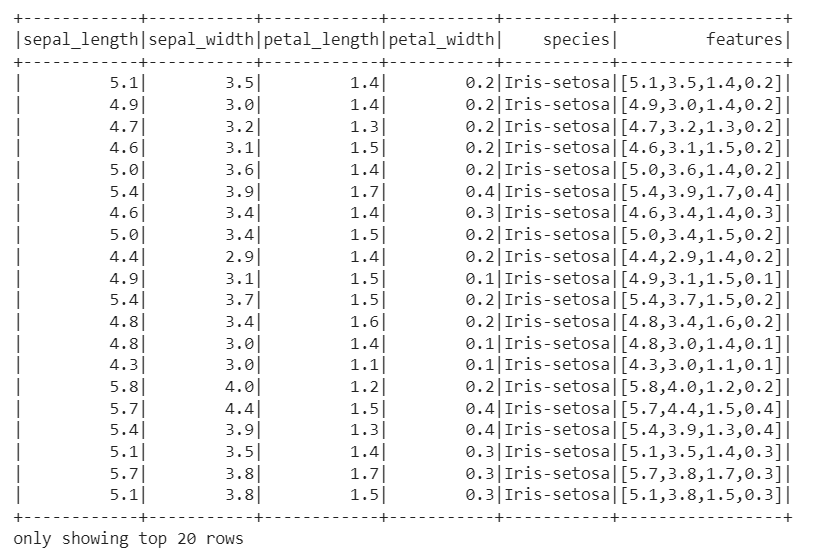 +------------+-----------+------------+-----------+-----------+-----------------+
|sepal_length|sepal_width|petal_length|petal_width|    species|         features|
+------------+-----------+------------+-----------+-----------+-----------------+
|         5.1|        3.5|         1.4|        0.2|Iris-setosa|[5.1,3.5,1.4,0.2]|
|         4.9|        3.0|         1.4|        0.2|Iris-setosa|[4.9,3.0,1.4,0.2]|
|         4.7|        3.2|         1.3|        0.2|Iris-setosa|[4.7,3.2,1.3,0.2]|
|         4.6|        3.1|         1.5|        0.2|Iris-setosa|[4.6,3.1,1.5,0.2]|
|         5.0|        3.6|         1.4|        0.2|Iris-setosa|[5.0,3.6,1.4,0.2]|
|         5.4|        3.9|         1.7|        0.4|Iris-setosa|[5.4,3.9,1.7,0.4]|
|         4.6|        3.4|         1.4|        0.3|Iris-setosa|[4.6,3.4,1.4,0.3]|
|         5.0|        3.4|         1.5|        0.2|Iris-setosa|[5.0,3.4,1.5,0.2]|
|         4.4|        2.9|         1.4|        0.2|Iris-setosa|[4.4,2.9,1.4,0.2]|
|         4.9|        3.1|         1.5|        0.1|Iris-setosa|[4.9,3.1,1.5,0.1]|
|         5.4|        3.7|         1.5|        0.2|Iris-setosa|[5.4,3.7,1.5,0.2]|
|         4.8|        3.4|         1.6|        0.2|Iris-setosa|[4.8,3.4,1.6,0.2]|
|         4.8|        3.0|         1.4|        0.1|Iris-setosa|[4.8,3.0,1.4,0.1]|
|         4.3|        3.0|         1.1|        0.1|Iris-setosa|[4.3,3.0,1.1,0.1]|
|         5.8|        4.0|         1.2|        0.2|Iris-setosa|[5.8,4.0,1.2,0.2]|
|         5.7|        4.4|         1.5|        0.4|Iris-setosa|[5.7,4.4,1.5,0.4]|
|         5.4|        3.9|         1.3|        0.4|Iris-setosa|[5.4,3.9,1.3,0.4]|
|         5.1|        3.5|         1.4|        0.3|Iris-setosa|[5.1,3.5,1.4,0.3]|
|         5.7|        3.8|         1.7|        0.3|Iris-setosa|[5.7,3.8,1.7,0.3]|
|         5.1|        3.8|         1.5|        0.3|Iris-setosa|[5.1,3.8,1.5,0.3]|
+------------+-----------+------------+-----------+-----------+-----------------+
only showing top 20 rows